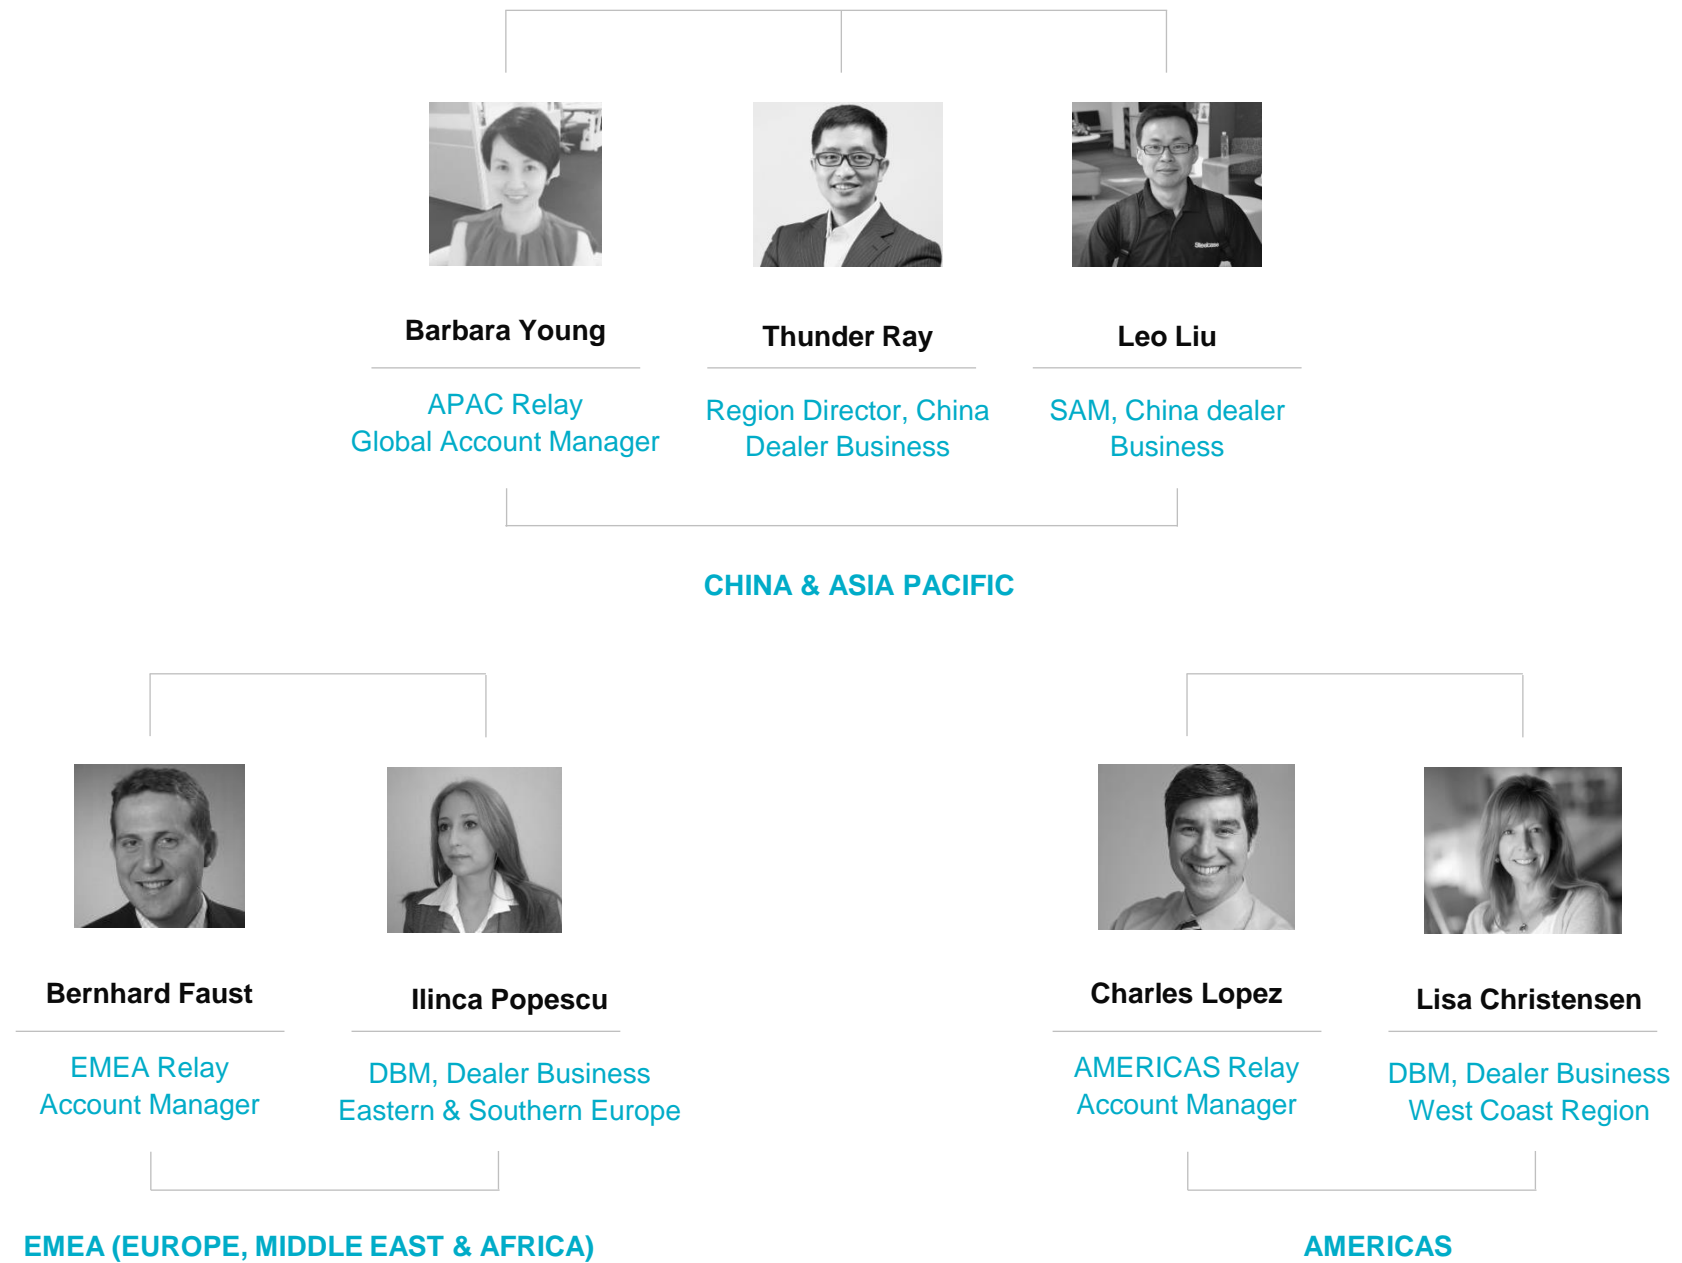 Steelcase
Barbara Young
Thunder Ray
Leo Liu
APAC Relay
Global Account Manager
Region Director, China
Dealer Business
SAM, China dealer
Business
CHINA & ASIA PACIFIC
Bernhard Faust
Ilinca Popescu
Charles Lopez
Lisa Christensen
EMEA Relay
Account Manager
DBM, Dealer Business
Eastern & Southern Europe
AMERICAS Relay
Account Manager
DBM, Dealer Business
West Coast Region
EMEA (EUROPE, MIDDLE EAST & AFRICA)
AMERICAS